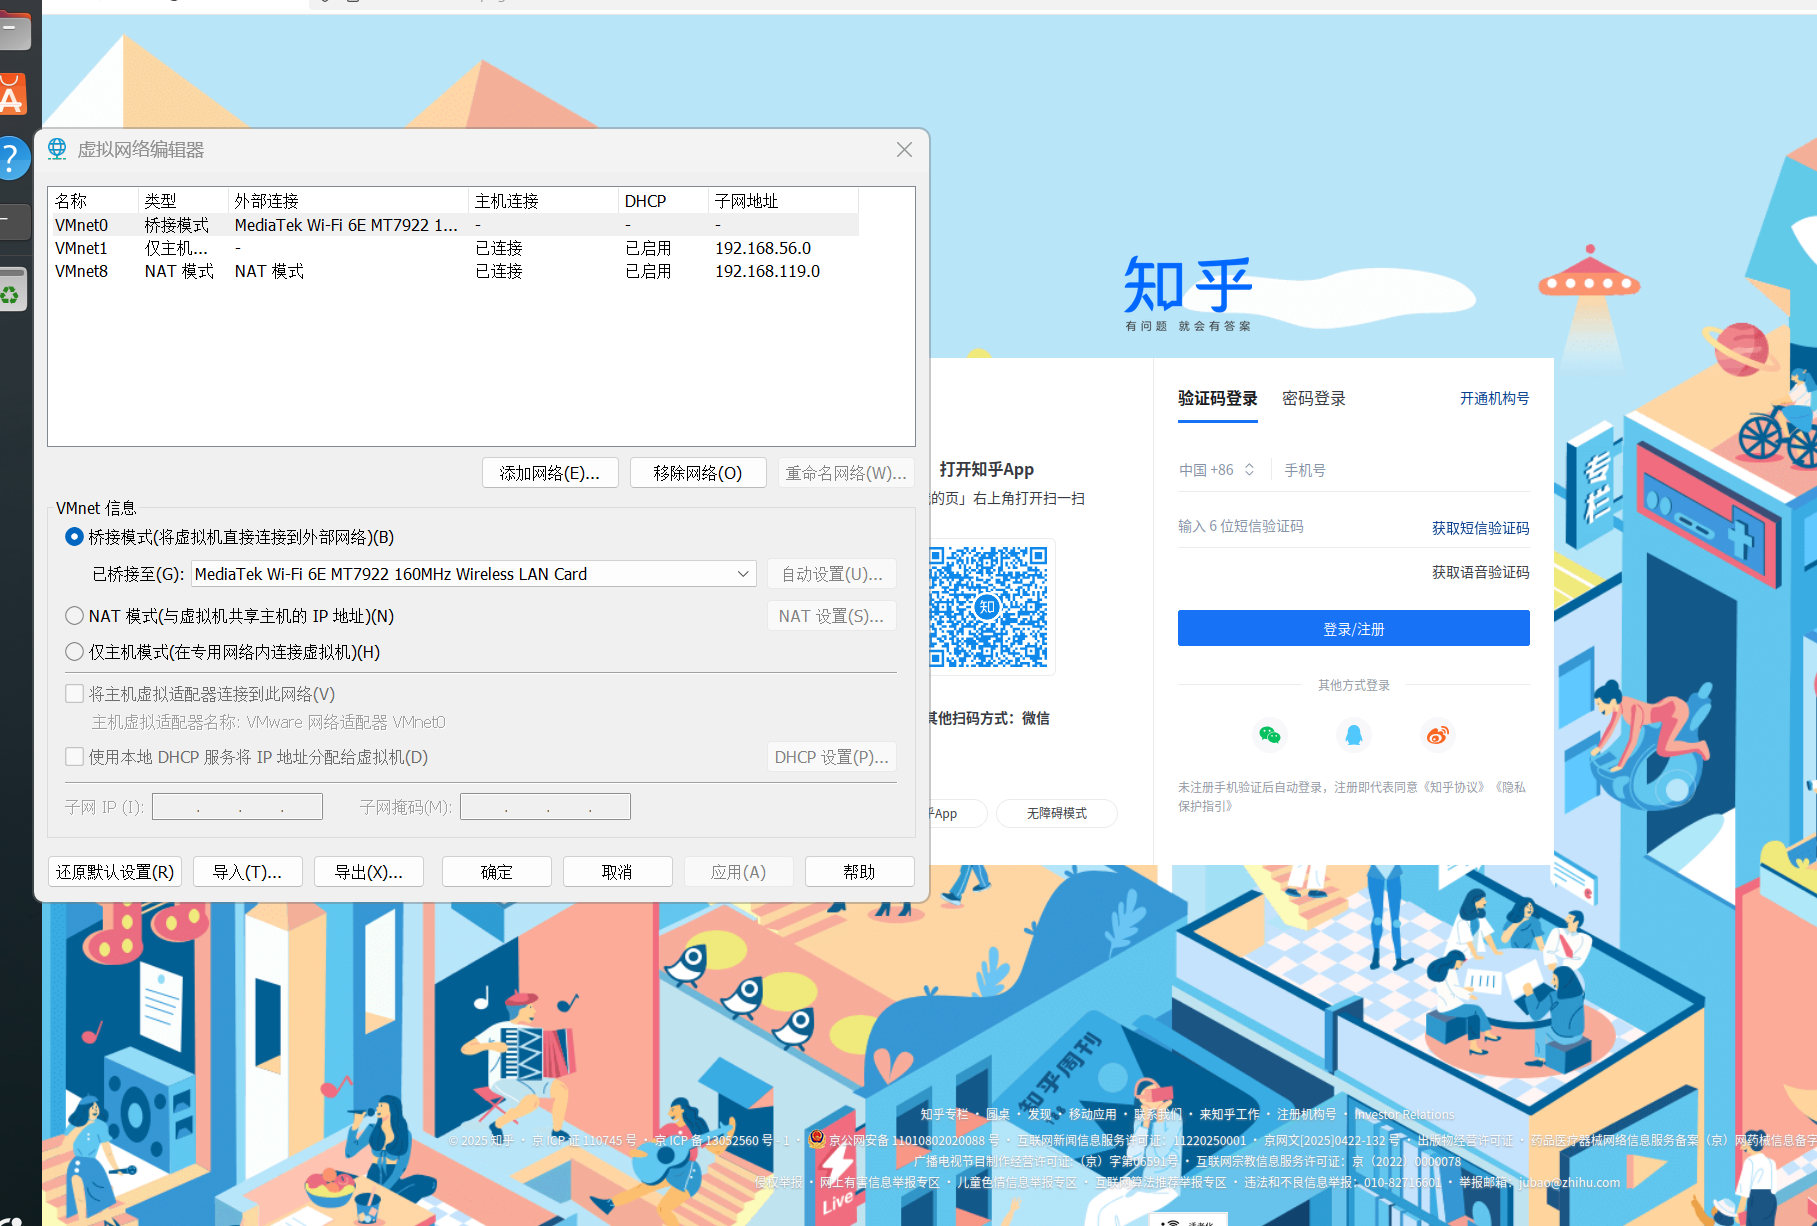 虚拟网络编辑器
名称 类型 外部连接 主机连接 DHCP 子网地址
VMnet0 桥接模式 MediaTek Wi-Fi 6E MT7922 1... - - -
VMnet1 仅主机... - 已连接 已启用 192.168.56.0
VMnet8 NAT 模式 NAT 模式 已连接 已启用 192.168.119.0
添加网络(E)... 移除网络(O) 重命名网络(W)...
VMnet 信息
桥接模式(将虚拟机直接连接到外部网络)(B)
已桥接至(G): MediaTek Wi-Fi 6E MT7922 160MHz Wireless LAN Card 自动设置(U)...
NAT 模式(与虚拟机共享主机的 IP 地址)(N) NAT 设置(S)...
仅主机模式(在专用网络内连接虚拟机)(H)
将主机虚拟适配器连接到此网络(V)
主机虚拟适配器名称: VMware 网络适配器 VMnet0
使用本地 DHCP 服务将 IP 地址分配给虚拟机(D) DHCP 设置(P)...
子网 IP (I): . . . 子网掩码(M): . . .
还原默认设置(R) 导入(T)... 导出(X)... 确定 取消 应用(A) 帮助
知乎
有问题 就会有答案
打开知乎App
的页」右上角打开扫一扫
知
其他扫码方式：微信
App 无障碍模式
验证码登录 密码登录 开通机构号
中国 +86 手机号
输入 6 位短信验证码 获取短信验证码
获取语音验证码
登录/注册
其他方式登录
未注册手机验证后自动登录，注册即代表同意《知乎协议》《隐私
保护指引》
专栏
知乎周刊
Live
知乎专栏 · 圆桌 · 发现 · 移动应用 · 联系我们 · 来知乎工作 · 注册机构号 · Investor Relations
© 2025 知乎 · 京 ICP 证 110745 号 · 京 ICP 备 13052560 号 - 1 · 京公网安备 11010802020088 号 · 互联网新闻信息服务许可证：11220250001 · 京网文[2025]0422-132 号 · 出版物经营许可证 · 药品医疗器械网络信息服务备案（京）网药械信息备字
广播电视节目制作经营许可证:（京）字第06591号 · 互联网宗教信息服务许可证：京（2022）0000078
侵权举报 · 网上有害信息举报专区 · 儿童色情信息举报专区 · 互联网算法推荐举报专区 · 违法和不良信息举报：010-82716601 · 举报邮箱：jubao@zhihu.com